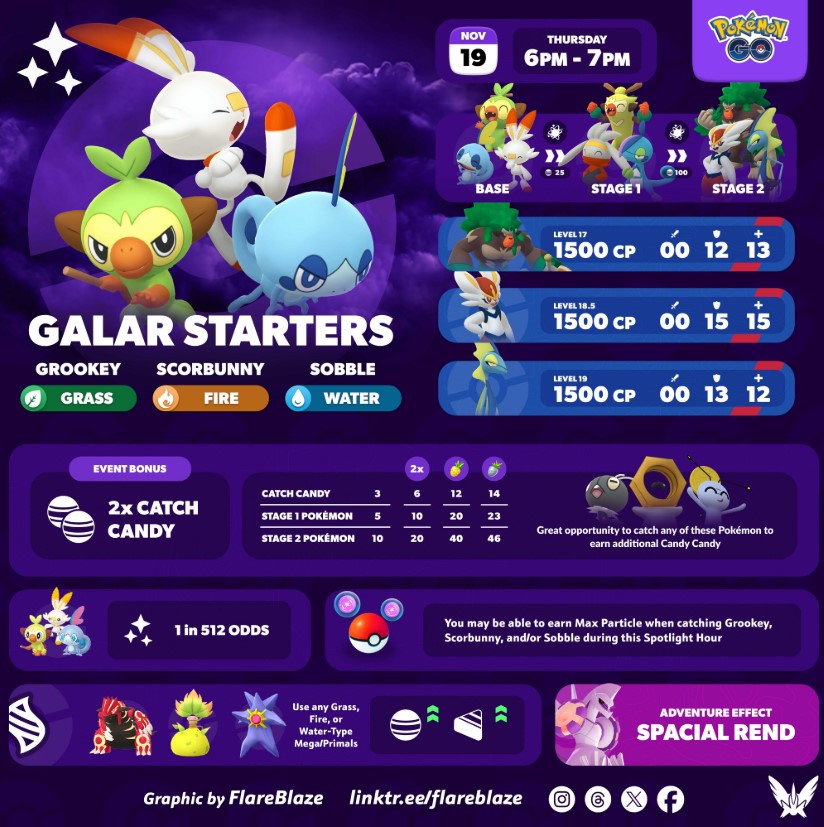 NOV
19
THURSDAY
6PM - 7PM
Pokémon
GO
25
100
BASE
STAGE 1
STAGE 2
LEVEL 17
1500 CP
00 12 13
LEVEL 18.5
1500 CP
00 15 15
LEVEL 19
1500 CP
00 13 12
GALAR STARTERS
GROOKEY SCORBUNNY SOBBLE
GRASS FIRE WATER
EVENT BONUS
2x CATCH
CANDY
2x
CATCH CANDY 3 6 12 14
STAGE 1 POKÉMON 5 10 20 23
STAGE 2 POKÉMON 10 20 40 46
Great opportunity to catch any of these Pokémon to
earn additional Candy Candy
1 in 512 ODDS
You may be able to earn Max Particle when catching Grookey,
Scorbunny, and/or Sobble during this Spotlight Hour
Use any Grass,
Fire, or
Water-Type
Mega/Primals
ADVENTURE EFFECT
SPACIAL REND
Graphic by FlareBlaze linktr.ee/flareblaze